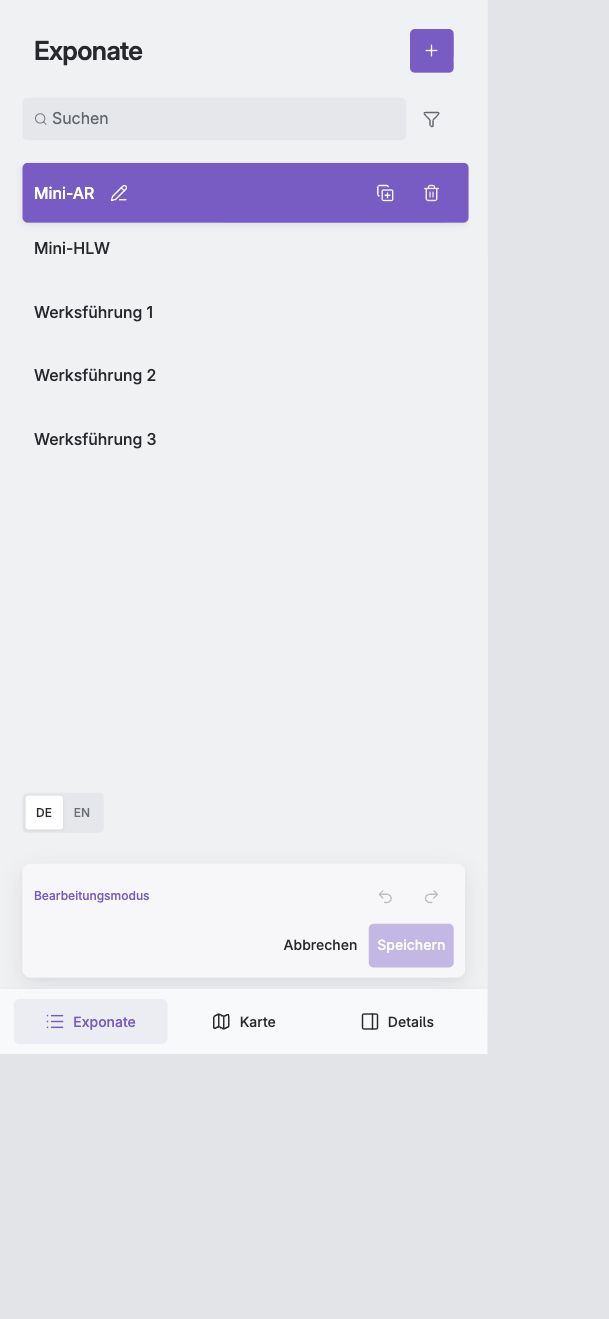 Exponate
Suchen
Mini-AR
Mini-HLW
Werksführung 1
Werksführung 2
Werksführung 3
DE EN
Bearbeitungsmodus
Abbrechen Speichern
Exponate Karte Details